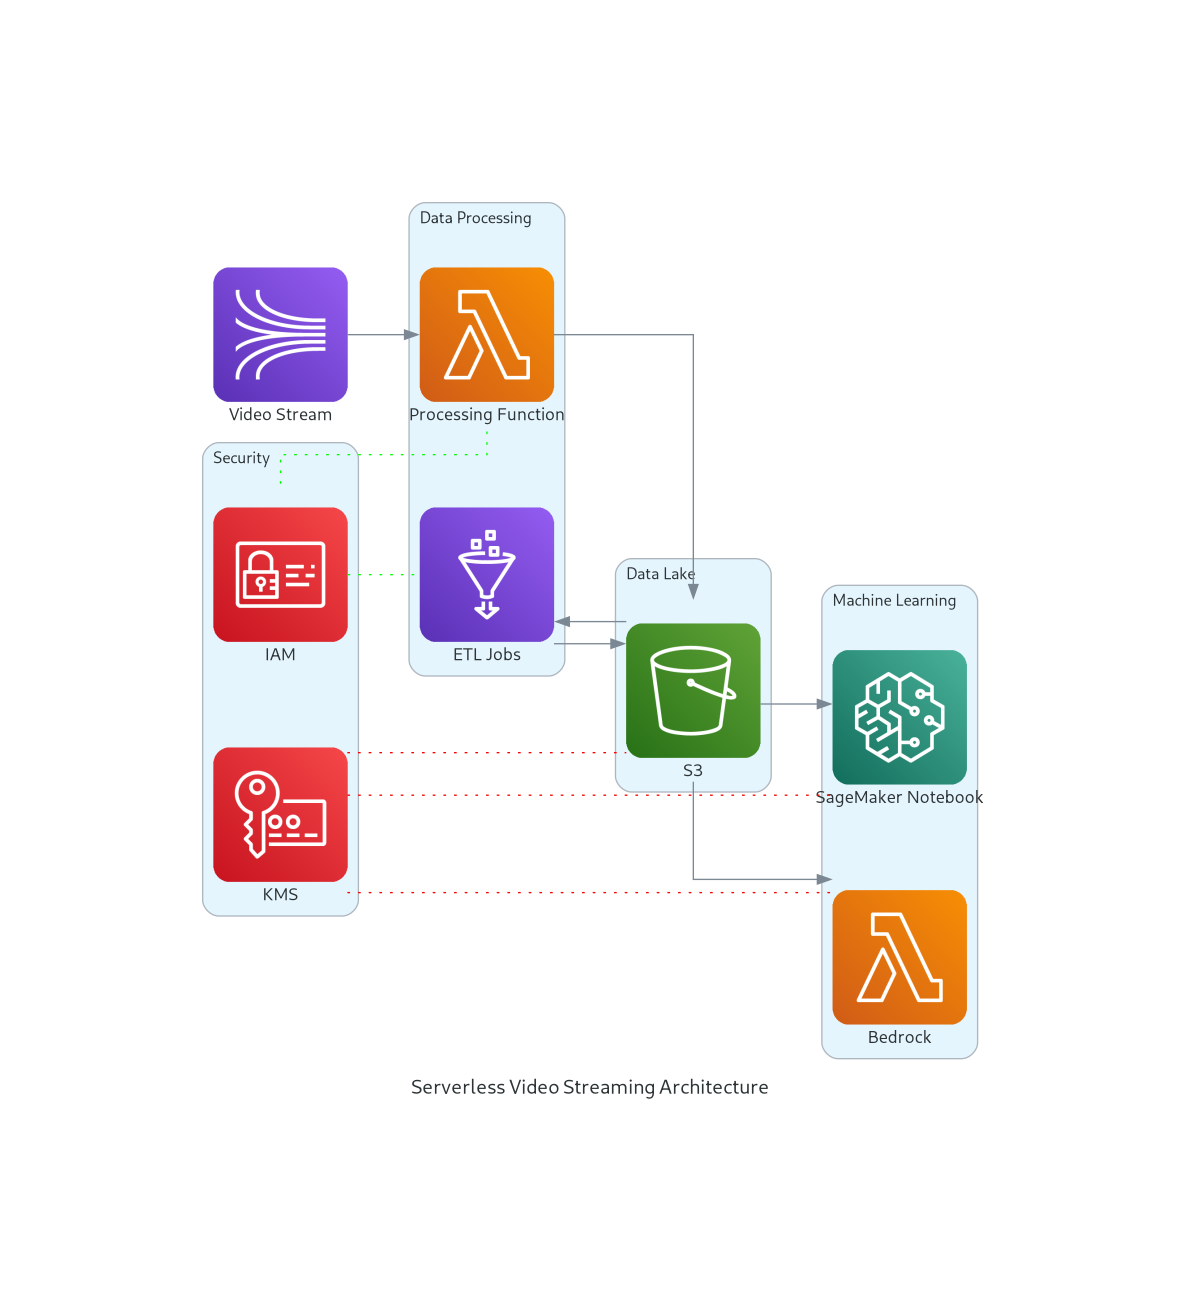 Data Processing
Video Stream
Processing Function
Security
IAM
ETL Jobs
Data Lake
S3
Machine Learning
SageMaker Notebook
KMS
Bedrock
Serverless Video Streaming Architecture